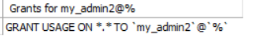 Grants for my_admin2@%
GRANT USAGE ON *.* TO `my_admin2`@`%`